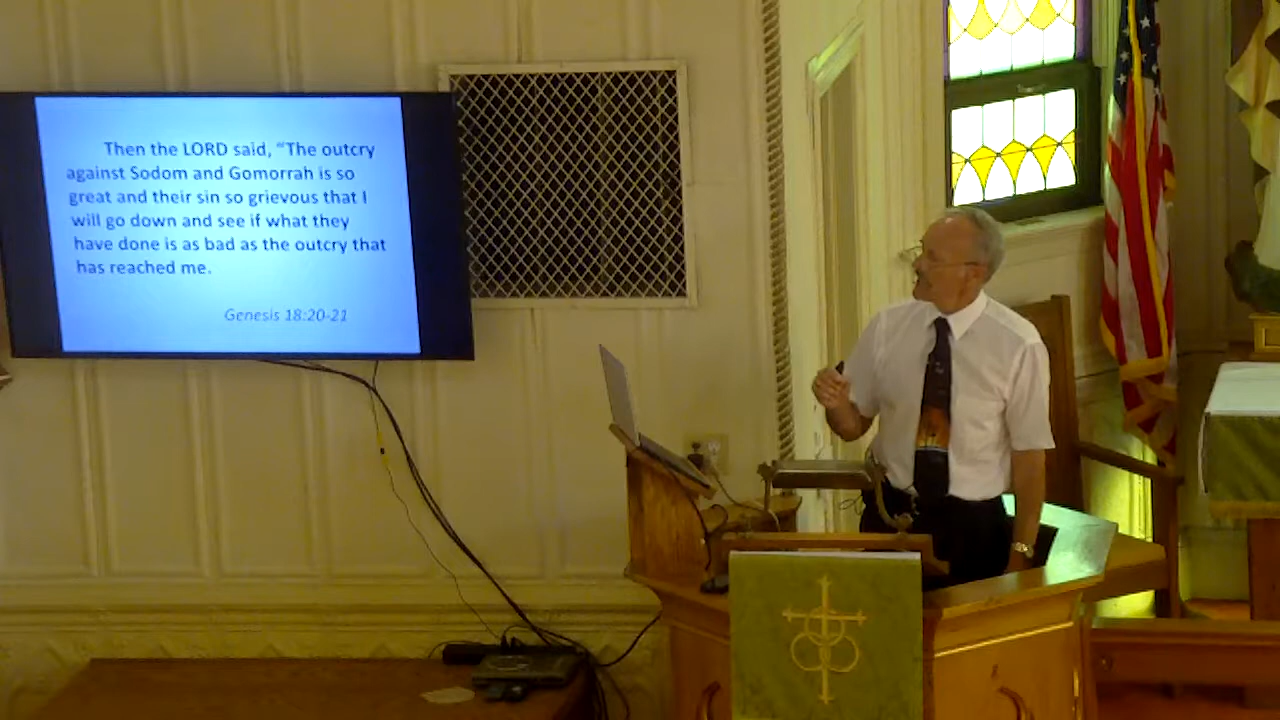 Then the LORD said, “The outcry
against Sodom and Gomorrah is so
great and their sin so grievous that I
will go down and see if what they
have done is as bad as the outcry that
has reached me.
Genesis 18:20-21